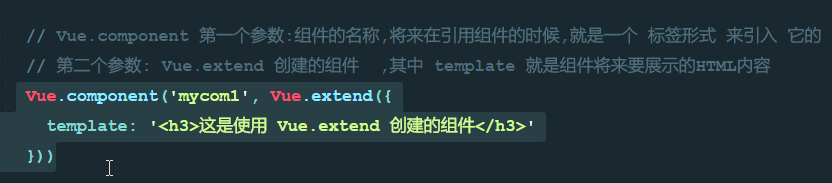 // Vue.component 第一个参数:组件的名称,将来在引用组件的时候,就是一个 标签形式 来引入 它的
// 第二个参数: Vue.extend 创建的组件  ,其中 template 就是组件将来要展示的HTML内容
Vue.component('mycom1', Vue.extend({
  template: '<h3>这是使用 Vue.extend 创建的组件</h3>'
}))